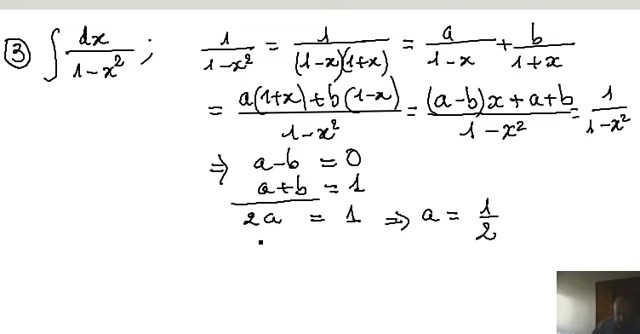 ③ ∫ dx/(1-x²) ; 1/(1-x²) = 1/((1-x)(1+x)) = a/(1-x) + b/(1+x)
= (a(1+x)+b(1-x))/(1-x²) = ((a-b)x+a+b)/(1-x²) = 1/(1-x²)
⇒ a-b = 0
a+b = 1
2a = 1 ⇒ a = 1/2